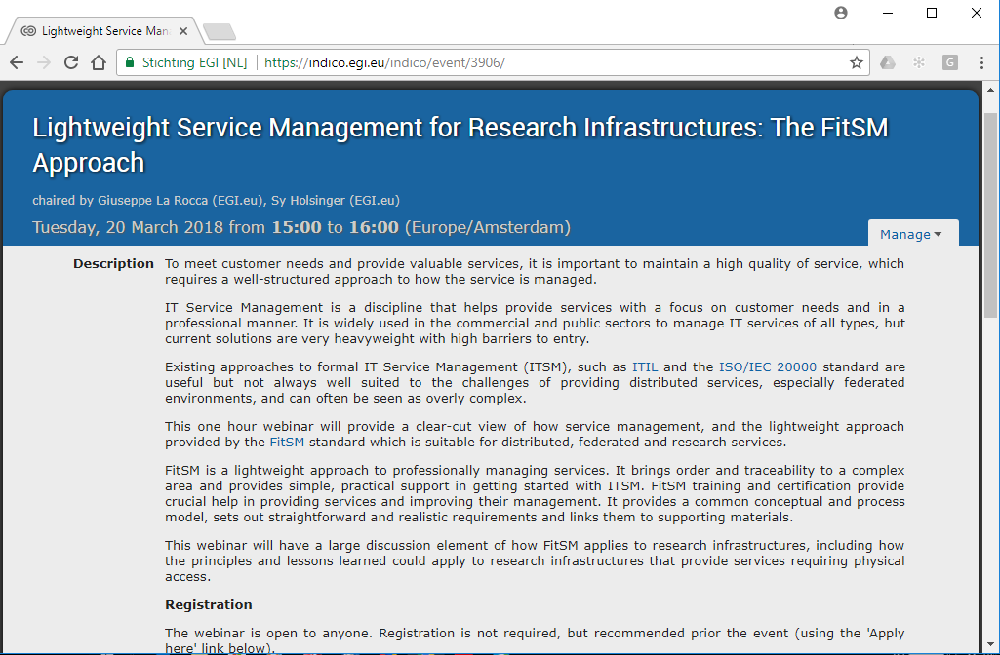 Lightweight Service Man
Stichting EGI [NL]
https://indico.egi.eu/indico/event/3906/
G
Lightweight Service Management for Research Infrastructures: The FitSM
Approach
chaired by Giuseppe La Rocca (EGI.eu), Sy Holsinger (EGI.eu)
Tuesday, 20 March 2018 from 15:00 to 16:00 (Europe/Amsterdam)
Manage
Description
To meet customer needs and provide valuable services, it is important to maintain a high quality of service, which
requires a well-structured approach to how the service is managed.
IT Service Management is a discipline that helps provide services with a focus on customer needs and in a
professional manner. It is widely used in the commercial and public sectors to manage IT services of all types, but
current solutions are very heavyweight with high barriers to entry.
Existing approaches to formal IT Service Management (ITSM), such as ITIL and the ISO/IEC 20000 standard are
useful but not always well suited to the challenges of providing distributed services, especially federated
environments, and can often be seen as overly complex.
This one hour webinar will provide a clear-cut view of how service management, and the lightweight approach
provided by the FitSM standard which is suitable for distributed, federated and research services.
FitSM is a lightweight approach to professionally managing services. It brings order and traceability to a complex
area and provides simple, practical support in getting started with ITSM. FitSM training and certification provide
crucial help in providing services and improving their management. It provides a common conceptual and process
model, sets out straightforward and realistic requirements and links them to supporting materials.
This webinar will have a large discussion element of how FitSM applies to research infrastructures, including how
the principles and lessons learned could apply to research infrastructures that provide services requiring physical
access.
Registration
The webinar is open to anyone. Registration is not required, but recommended prior the event (using the 'Apply
here' link below).